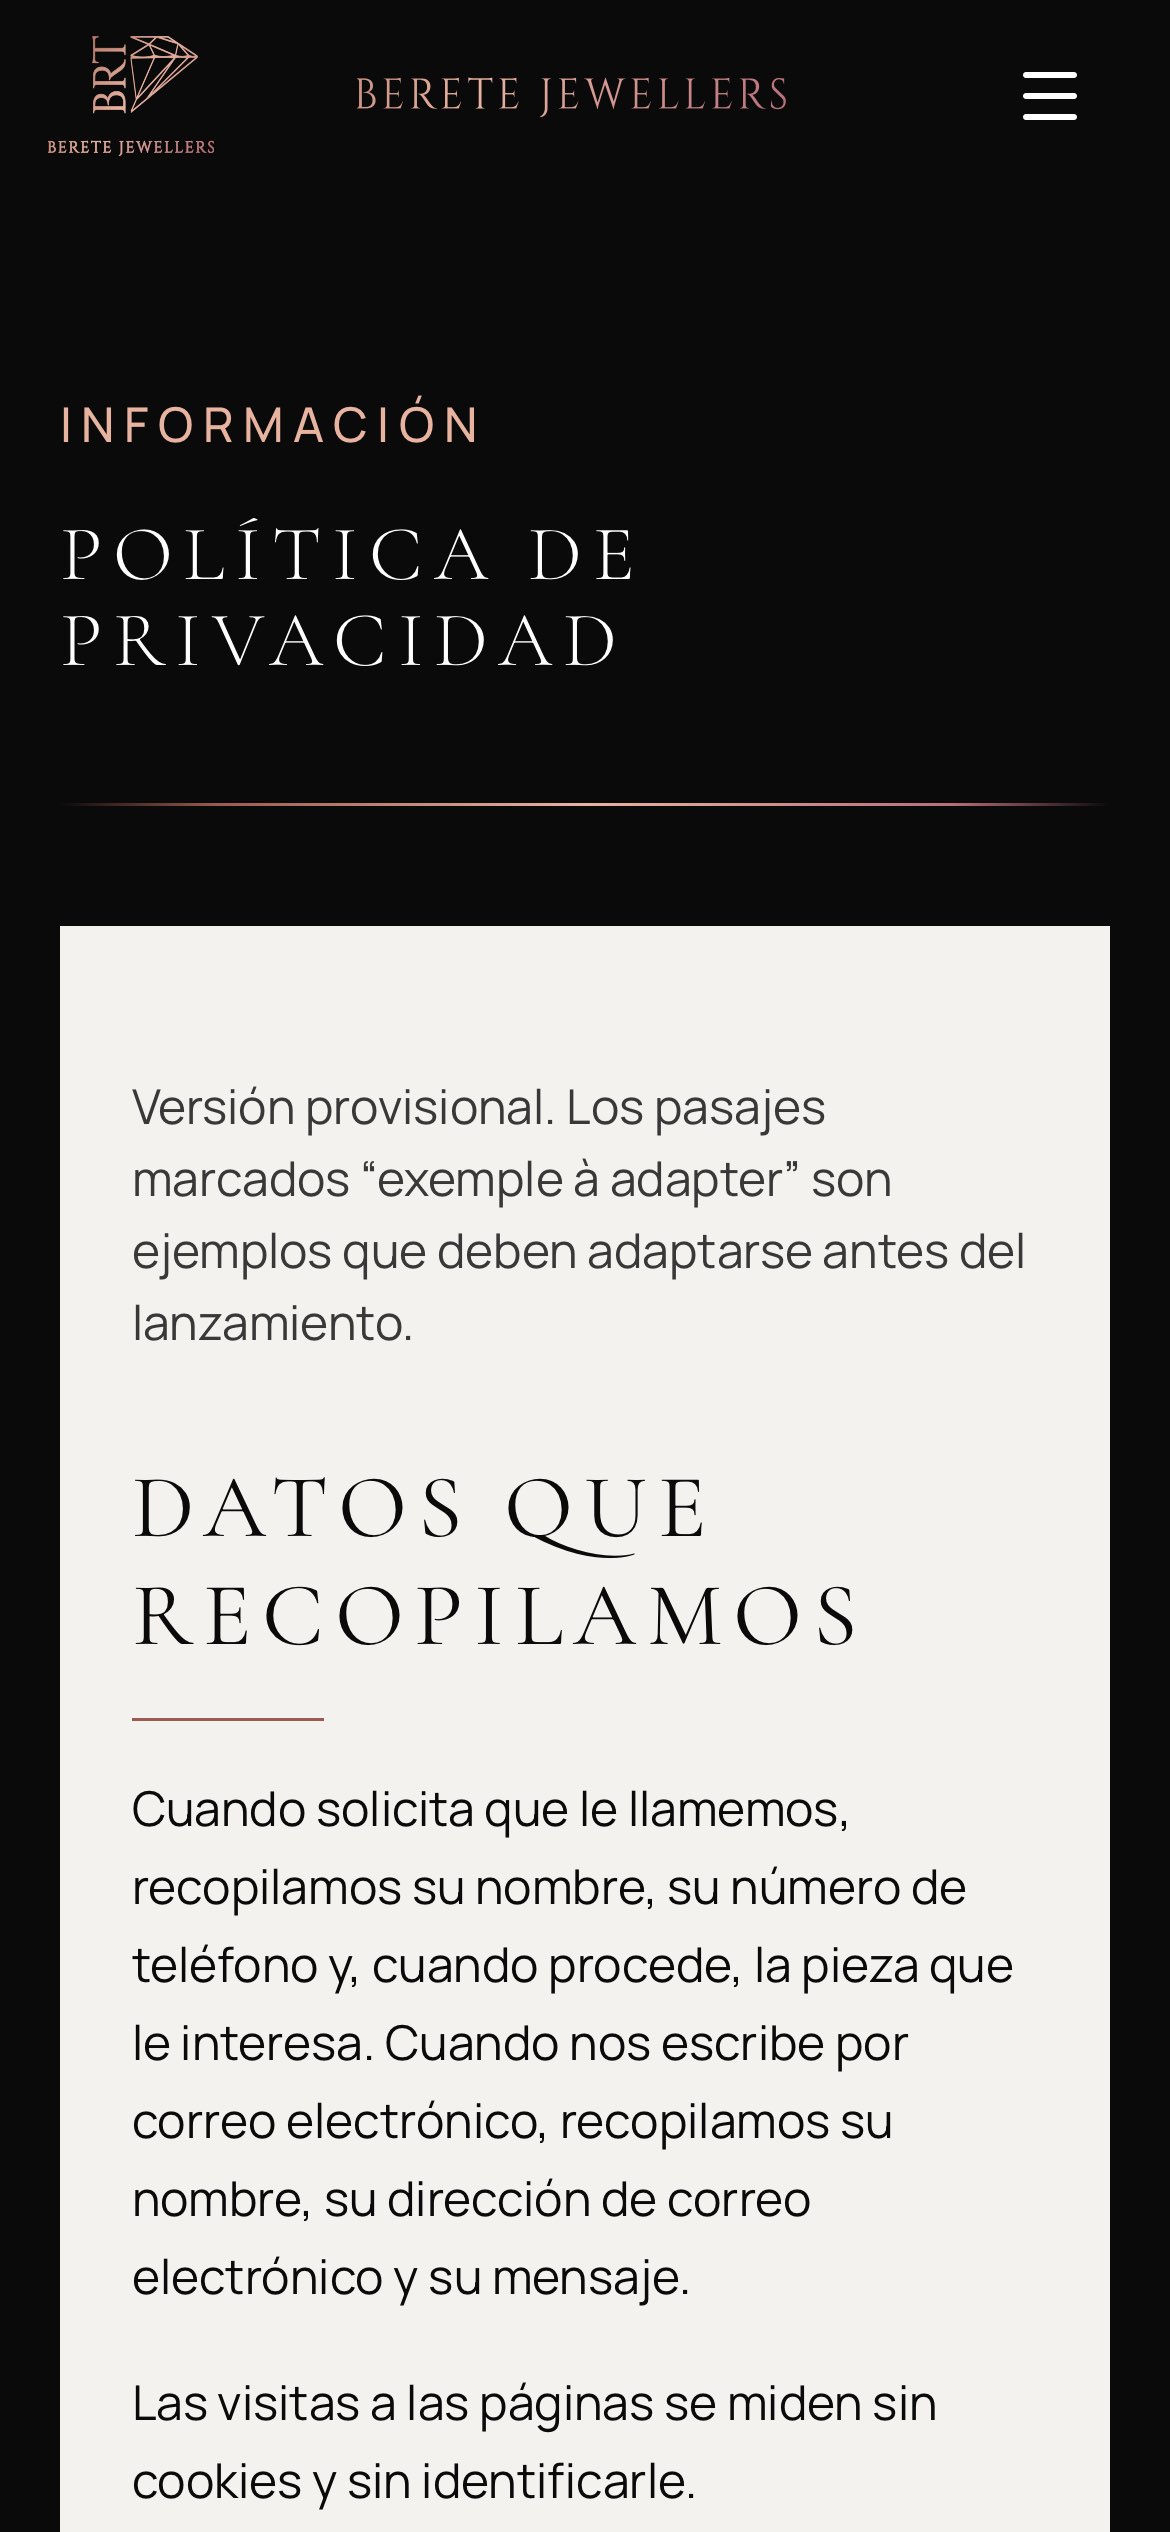 BRT
BERETE JEWELLERS
BERETE JEWELLERS
INFORMACIÓN
POLÍTICA DE
PRIVACIDAD
Versión provisional. Los pasajes
marcados “exemple à adapter” son
ejemplos que deben adaptarse antes del
lanzamiento.
DATOS QUE
RECOPILAMOS
Cuando solicita que le llamemos,
recopilamos su nombre, su número de
teléfono y, cuando procede, la pieza que
le interesa. Cuando nos escribe por
correo electrónico, recopilamos su
nombre, su dirección de correo
electrónico y su mensaje.
Las visitas a las páginas se miden sin
cookies y sin identificarle.